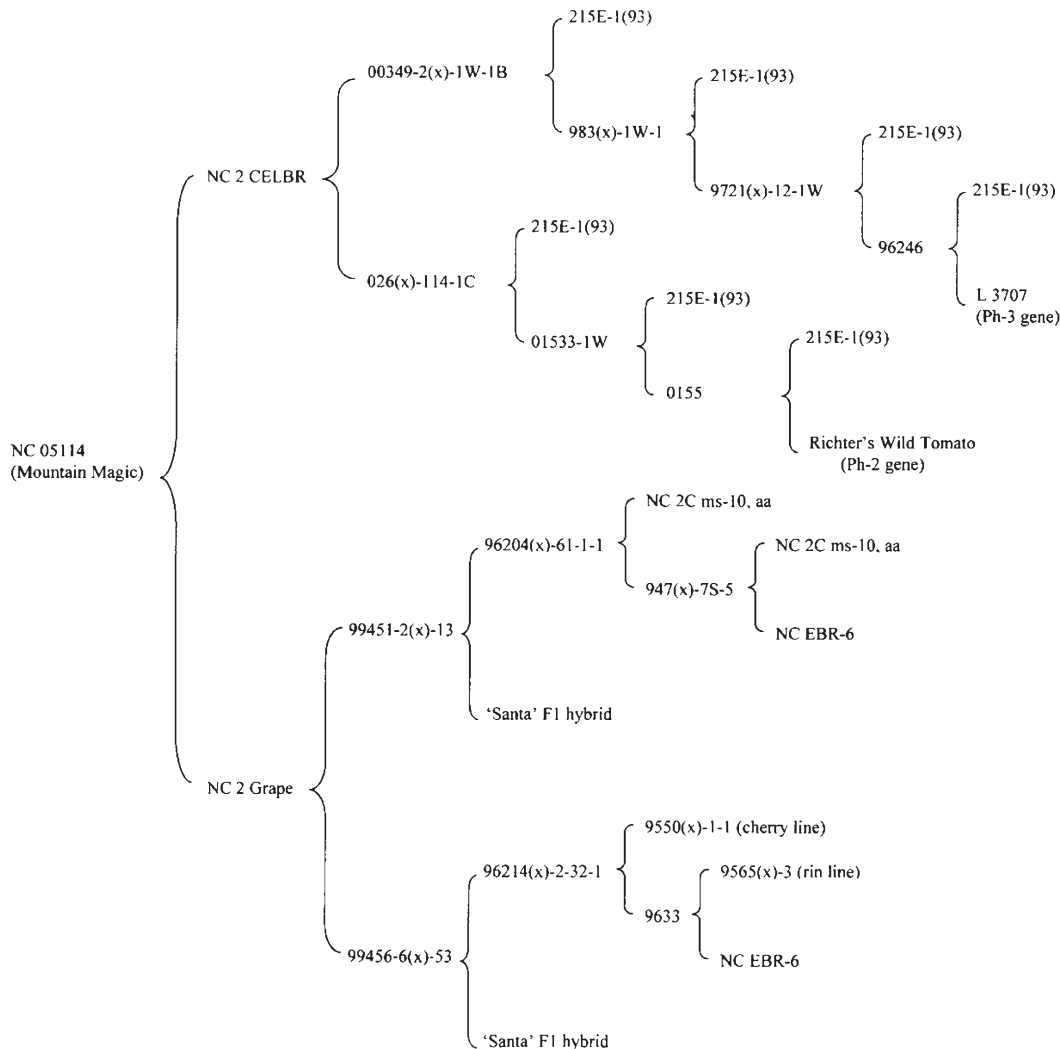 215E-1(93)
00349-2(x)-1W-1B
215E-1(93)
983(x)-1W-1
215E-1(93)
NC 2 CELBR
9721(x)-12-1W
215E-1(93)
215E-1(93)
96246
026(x)-114-1C
215E-1(93)
L 3707
(Ph-3 gene)
01533-1W
215E-1(93)
0155
Richter's Wild Tomato
(Ph-2 gene)
NC 05114
(Mountain Magic)
NC 2C ms-10, aa
96204(x)-61-1-1
NC 2C ms-10, aa
947(x)-7S-5
99451-2(x)-13
NC EBR-6
'Santa' F1 hybrid
NC 2 Grape
9550(x)-1-1 (cherry line)
96214(x)-2-32-1
9565(x)-3 (rin line)
9633
99456-6(x)-53
NC EBR-6
'Santa' F1 hybrid